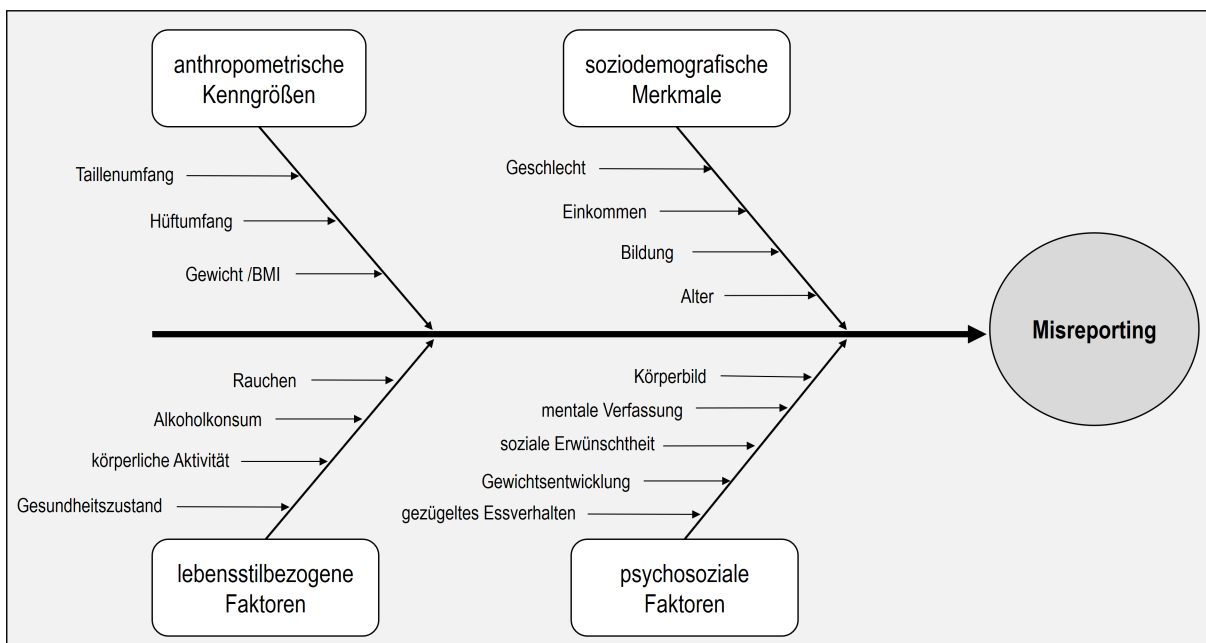 anthropometrische
Kenngrößen
soziodemografische
Merkmale
Taillenumfang
Hüftumfang
Gewicht /BMI
Geschlecht
Einkommen
Bildung
Alter
Misreporting
Rauchen
Alkoholkonsum
körperliche Aktivität
Gesundheitszustand
Körperbild
mentale Verfassung
soziale Erwünschtheit
Gewichtsentwicklung
gezügeltes Essverhalten
lebensstilbezogene
Faktoren
psychosoziale
Faktoren